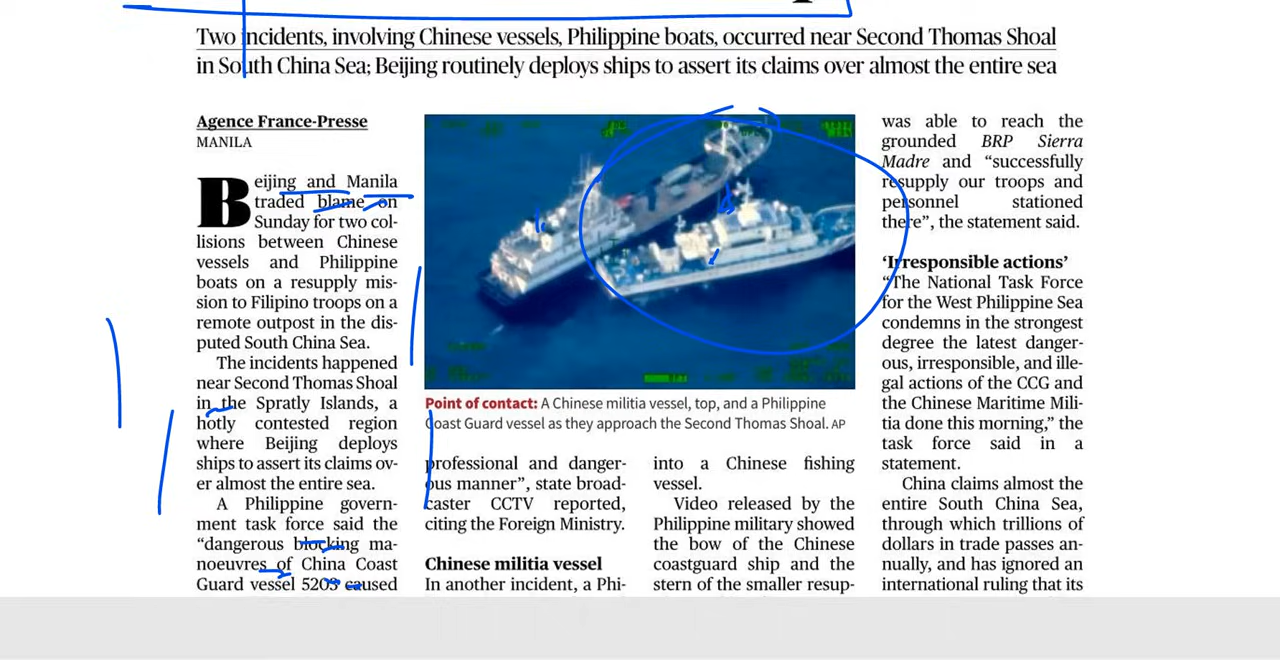 Two incidents, involving Chinese vessels, Philippine boats, occurred near Second Thomas Shoal
in South China Sea; Beijing routinely deploys ships to assert its claims over almost the entire sea
Agence France-Presse
MANILA
Beijing and Manila
traded blame on
Sunday for two col-
lisions between Chinese
vessels and Philippine
boats on a resupply mis-
sion to Filipino troops on a
remote outpost in the dis-
puted South China Sea.
The incidents happened
near Second Thomas Shoal
in the Spratly Islands, a
hotly contested region
where Beijing deploys
ships to assert its claims ov-
er almost the entire sea.
A Philippine govern-
ment task force said the
“dangerous blocking ma-
noeuvres of China Coast
Guard vessel 5203 caused
Point of contact: A Chinese militia vessel, top, and a Philippine
Coast Guard vessel as they approach the Second Thomas Shoal. AP
professional and danger-
ous manner”, state broad-
caster CCTV reported,
citing the Foreign Ministry.
Chinese militia vessel
In another incident, a Phi-
into a Chinese fishing
vessel.
Video released by the
Philippine military showed
the bow of the Chinese
coastguard ship and the
stern of the smaller resup-
was able to reach the
grounded BRP Sierra
Madre and “successfully
resupply our troops and
personnel stationed
there”, the statement said.
‘Irresponsible actions’
“The National Task Force
for the West Philippine Sea
condemns in the strongest
degree the latest danger-
ous, irresponsible, and ille-
gal actions of the CCG and
the Chinese Maritime Mili-
tia done this morning,” the
task force said in a
statement.
China claims almost the
entire South China Sea,
through which trillions of
dollars in trade passes an-
nually, and has ignored an
international ruling that its